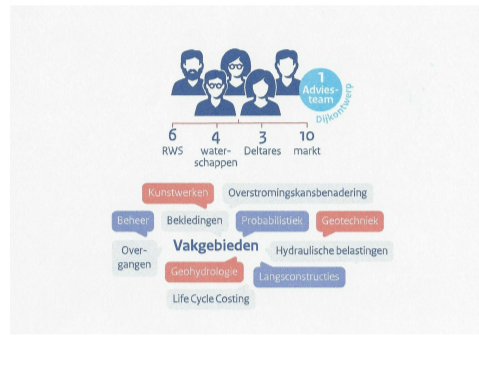 1
Advies-
team
Dijkontwerp
6 4 3 10
RWS water- Deltares markt
schappen
Kunstwerken Overstromingskansbenadering
Beheer Bekledingen Probabilistiek Geotechniek
Over-
gangen
Vakgebieden Hydraulische belastingen
Geohydrologie Langsconstructies
Life Cycle Costing